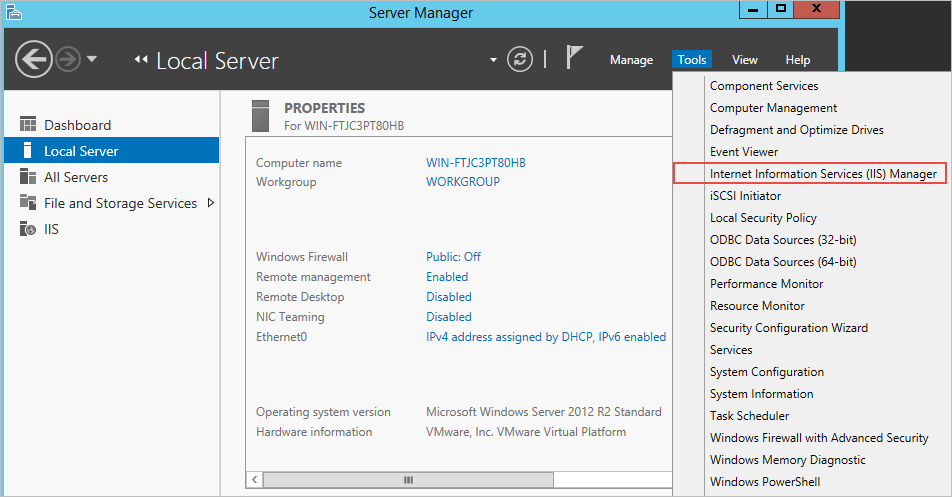 Server Manager
Local Server
Manage
Tools
View
Help
Dashboard
Local Server
All Servers
File and Storage Services
IIS
PROPERTIES
For WIN-FTJC3PT80HB
Computer name WIN-FTJC3PT80HB
Workgroup WORKGROUP
Windows Firewall Public: Off
Remote management Enabled
Remote Desktop Disabled
NIC Teaming Disabled
Ethernet0 IPv4 address assigned by DHCP, IPv6 enabled
Operating system version Microsoft Windows Server 2012 R2 Standard
Hardware information VMware, Inc. VMware Virtual Platform
Component Services
Computer Management
Defragment and Optimize Drives
Event Viewer
Internet Information Services (IIS) Manager
iSCSI Initiator
Local Security Policy
ODBC Data Sources (32-bit)
ODBC Data Sources (64-bit)
Performance Monitor
Resource Monitor
Security Configuration Wizard
Services
System Configuration
System Information
Task Scheduler
Windows Firewall with Advanced Security
Windows Memory Diagnostic
Windows PowerShell